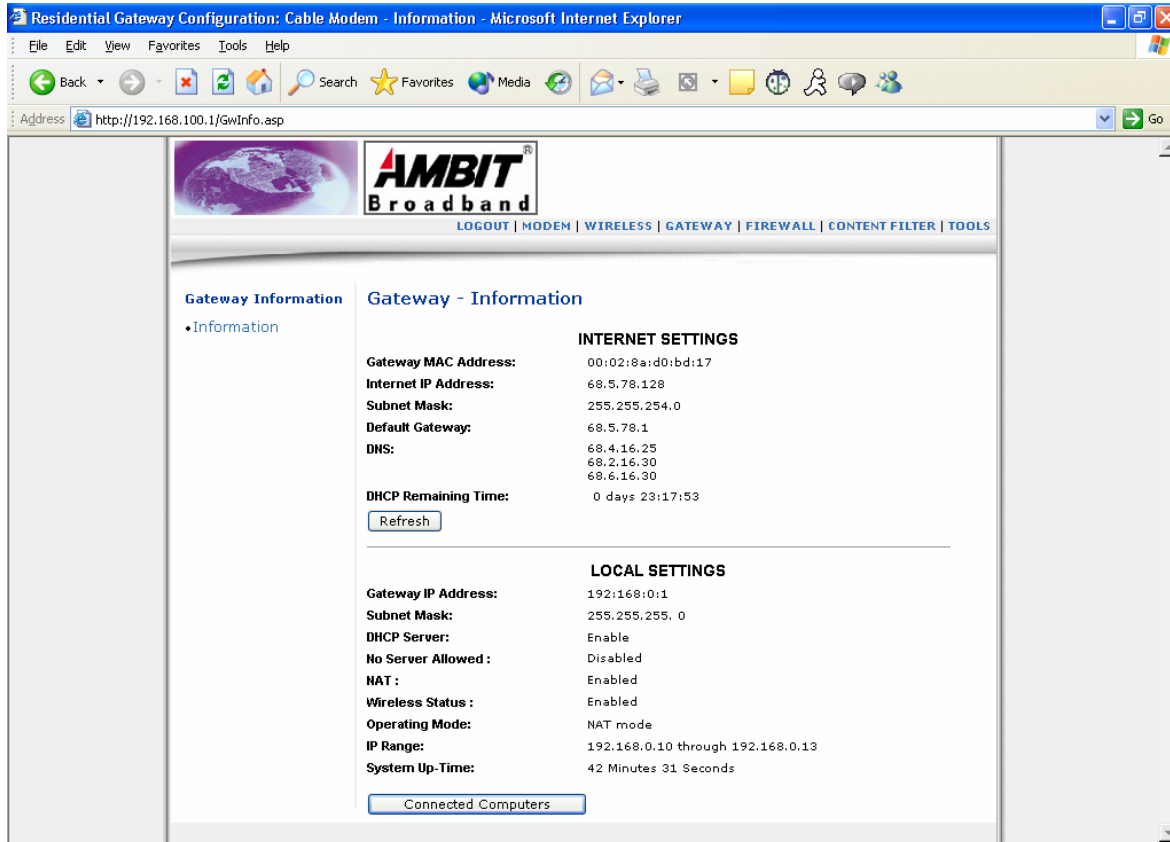 Residential Gateway Configuration: Cable Modem - Information - Microsoft Internet Explorer
File Edit View Favorites Tools Help
Back Search Favorites Media
Address http://192.168.100.1/GwInfo.asp Go
AMBIT®
Broadband
LOGOUT | MODEM | WIRELESS | GATEWAY | FIREWALL | CONTENT FILTER | TOOLS
Gateway Information
•Information
Gateway - Information
INTERNET SETTINGS
Gateway MAC Address: 00:02:8a:d0:bd:17
Internet IP Address: 68.5.78.128
Subnet Mask: 255.255.254.0
Default Gateway: 68.5.78.1
DNS: 68.4.16.25
68.2.16.30
68.6.16.30
DHCP Remaining Time: 0 days 23:17:53
Refresh
LOCAL SETTINGS
Gateway IP Address: 192:168:0:1
Subnet Mask: 255.255.255. 0
DHCP Server: Enable
No Server Allowed : Disabled
NAT : Enabled
Wireless Status : Enabled
Operating Mode: NAT mode
IP Range: 192.168.0.10 through 192.168.0.13
System Up-Time: 42 Minutes 31 Seconds
Connected Computers